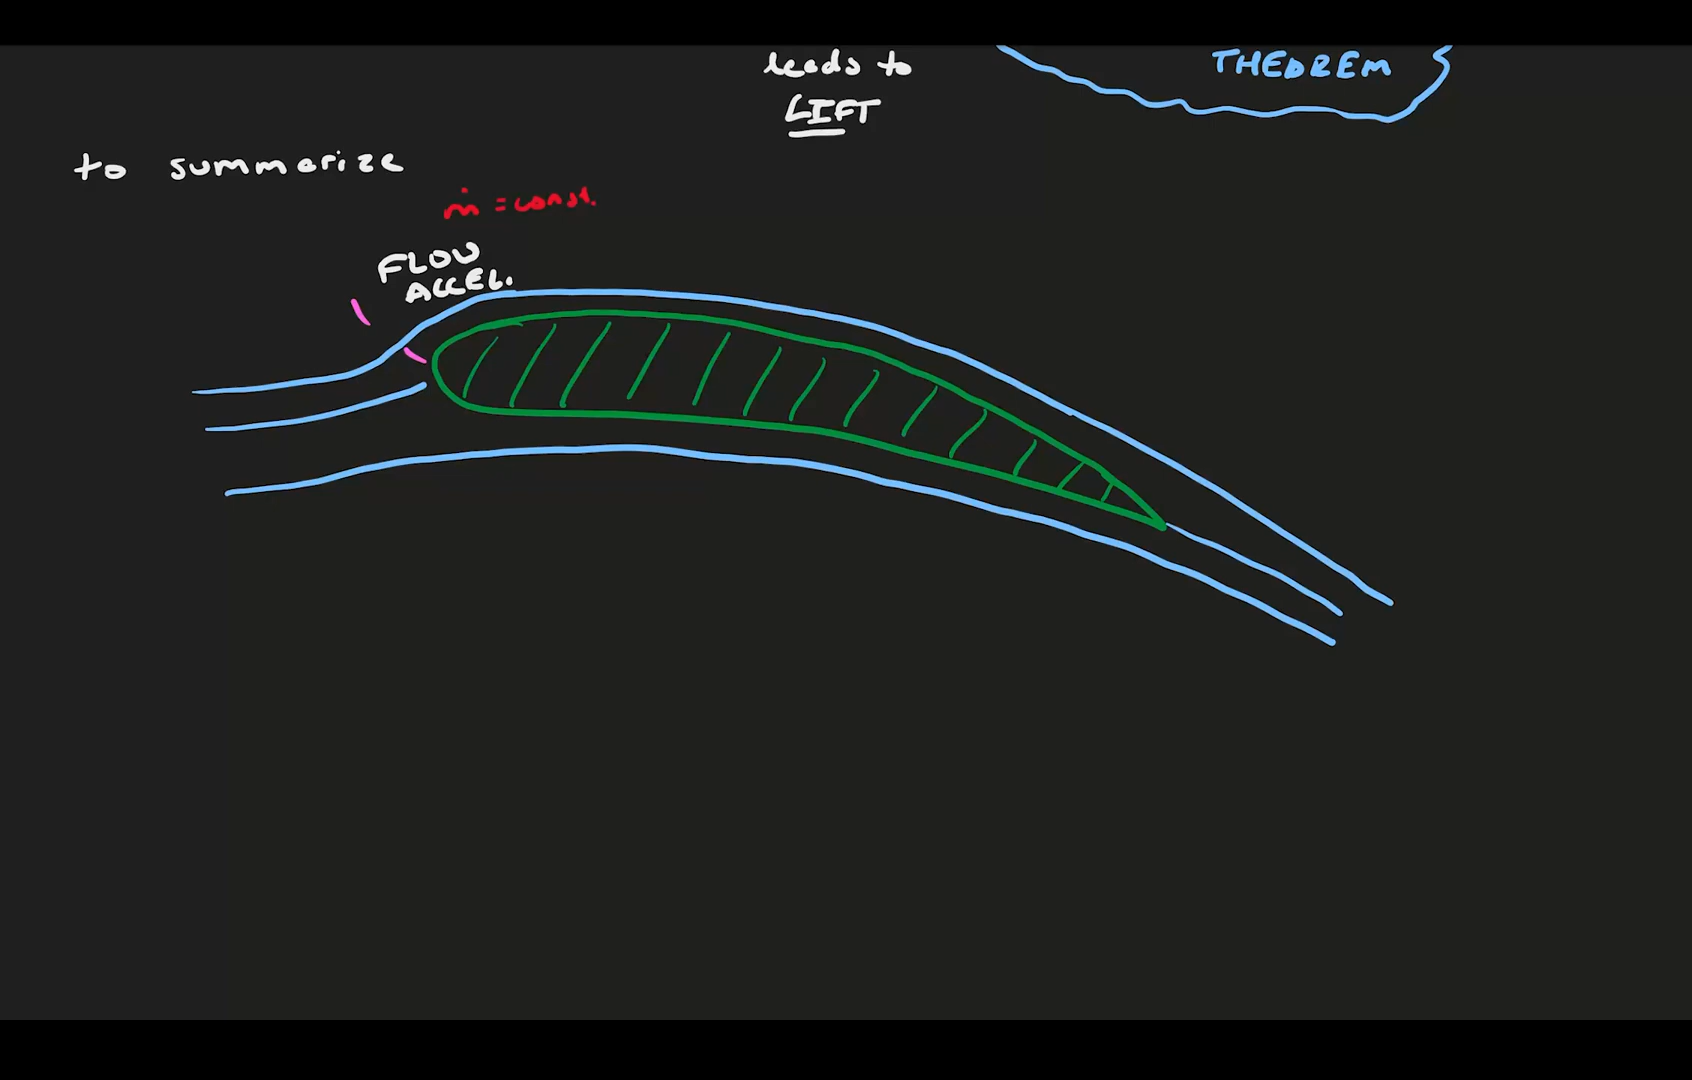 leads to
LIFT
THEOREM
to summarize
ṁ = const.
FLOW
ACCEL.